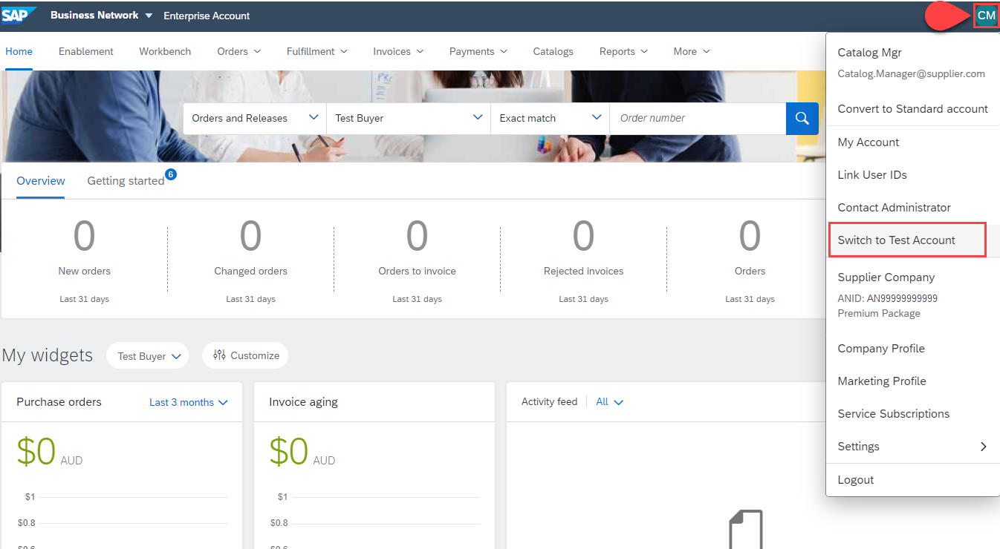 SAP Business Network Enterprise Account CM
Home Enablement Workbench Orders Fulfillment Invoices Payments Catalogs Reports More
Orders and Releases Test Buyer Exact match Order number
Overview Getting started 6
0 0 0 0 0
New orders Changed orders Orders to invoice Rejected invoices Orders
Last 31 days Last 31 days Last 31 days Last 31 days Last 31 days
My widgets Test Buyer Customize
Purchase orders Last 3 months
$0 AUD
$1
$0.8
$0.6
Invoice aging
$0 AUD
$1
$0.8
$0.6
Activity feed All
Catalog Mgr
Catalog.Manager@supplier.com
Convert to Standard account
My Account
Link User IDs
Contact Administrator
Switch to Test Account
Supplier Company
ANID: AN99999999999
Premium Package
Company Profile
Marketing Profile
Service Subscriptions
Settings
Logout